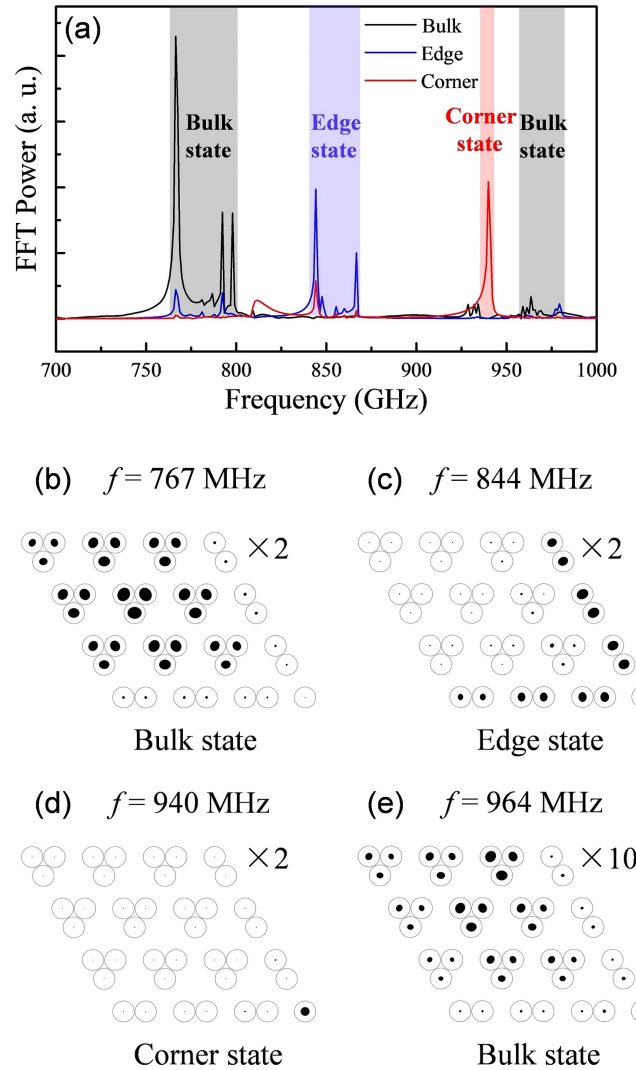 (a)
Bulk
Edge
Corner
Bulk
state
Edge
state
Corner
state
Bulk
state
FFT Power (a. u.)
700 750 800 850 900 950 1000
Frequency (GHz)
(b) f = 767 MHz
×2
Bulk state
(c) f = 844 MHz
×2
Edge state
(d) f = 940 MHz
×2
Corner state
(e) f = 964 MHz
×10
Bulk state